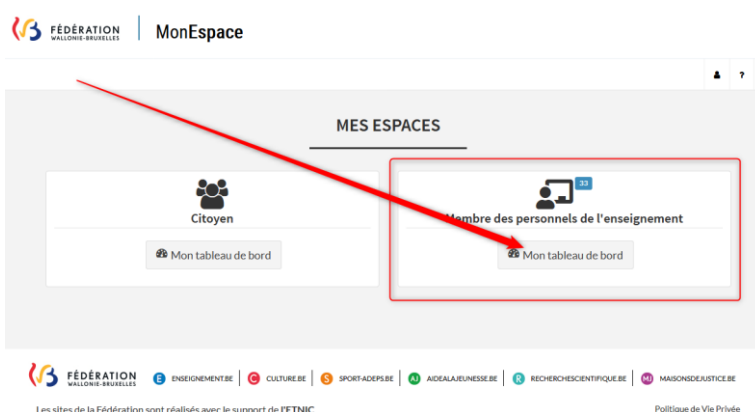 FÉDÉRATION
WALLONIE-BRUXELLES
MonEspace
?
MES ESPACES
Citoyen
Mon tableau de bord
33
Membre des personnels de l'enseignement
Mon tableau de bord
FÉDÉRATION
WALLONIE-BRUXELLES
E ENSEIGNEMENT.BE C CULTURE.BE S SPORT-ADEPS.BE AJ AIDEALAJEUNESSE.BE R RECHERCHESCIENTIFIQUE.BE MJ MAISONSDEJUSTICE.BE
Les sites de la Fédération sont réalisés avec le support de l'ETNIC
Politique de Vie Privée